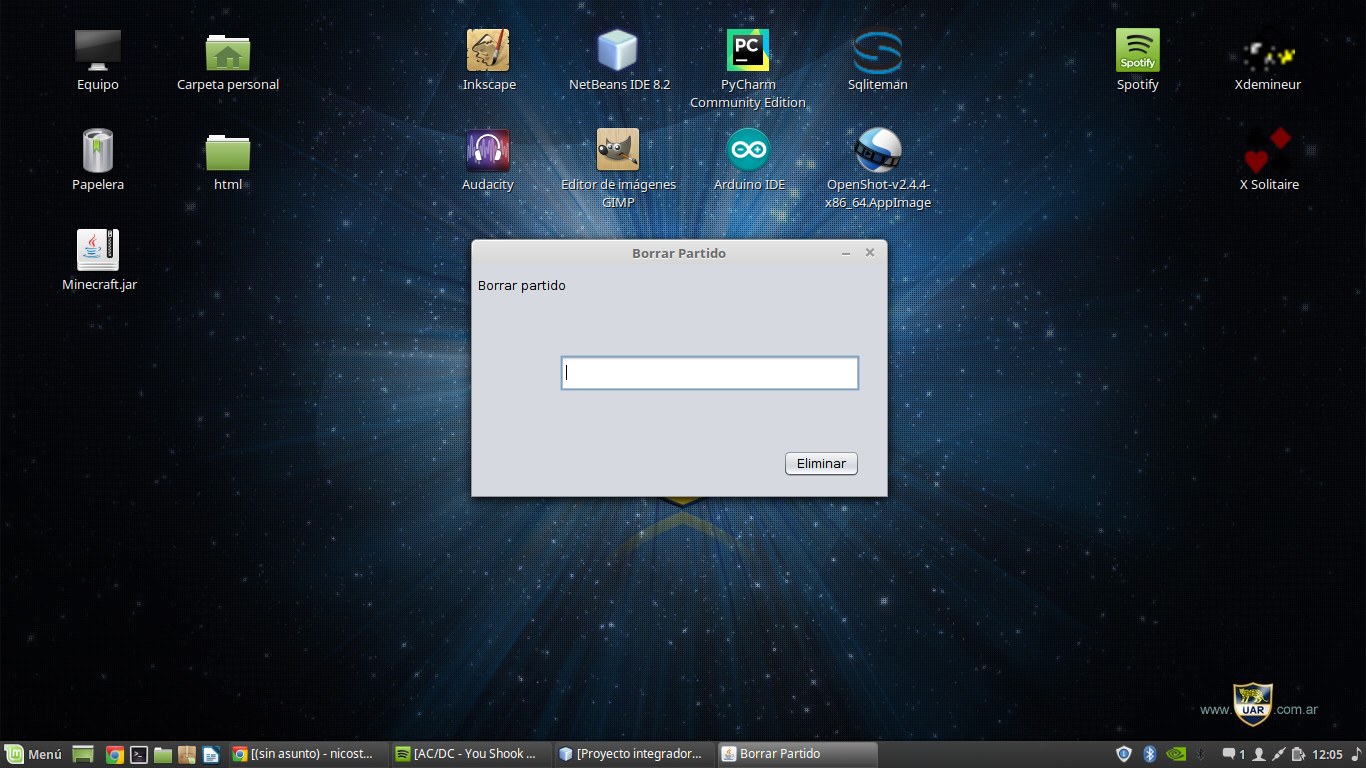 Equipo
Carpeta personal
Inkscape
NetBeans IDE 8.2
PC
PyCharm
Community Edition
Sqliteman
Spotify
Spotify
Xdemineur
Papelera
html
Audacity
Editor de imágenes
GIMP
Arduino IDE
OpenShot-v2.4.4-
x86_64.AppImage
X Solitaire
Minecraft.jar
Borrar Partido
Borrar partido
Eliminar
www.UAR.com.ar
Menú
[(sin asunto) - nicost...
[AC/DC - You Shook ...
[Proyecto integrador...
Borrar Partido
1
12:05